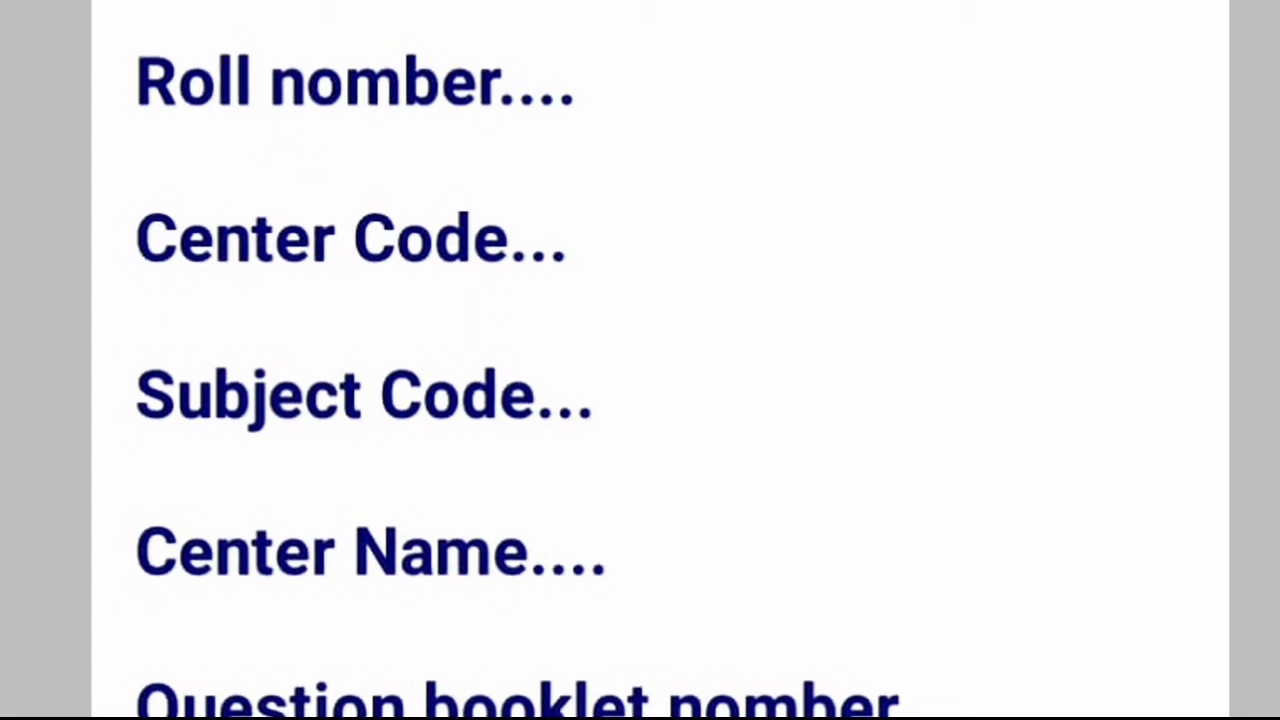 Roll nomber....
Center Code...
Subject Code...
Center Name....
Question booklet nomber